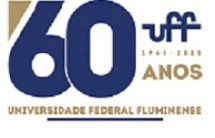 60
uff
1960-2020
ANOS
UNIVERSIDADE FEDERAL FLUMINENSE